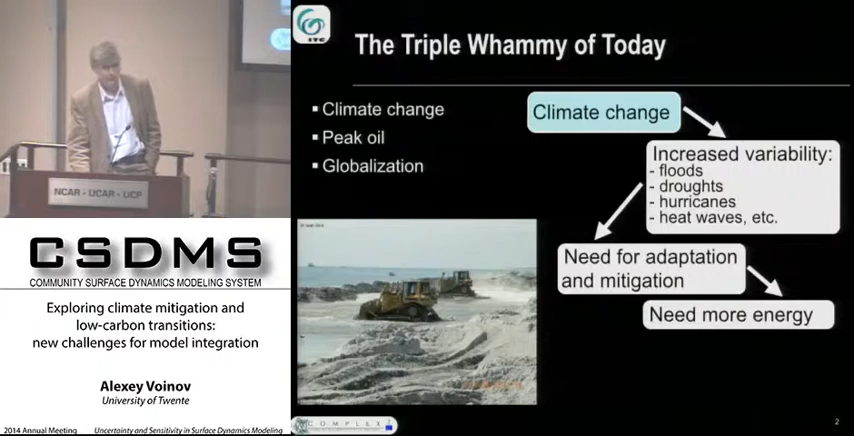 NCAR - UCAR - UCP
CSDMS
COMMUNITY SURFACE DYNAMICS MODELING SYSTEM
Exploring climate mitigation and
low-carbon transitions:
new challenges for model integration
Alexey Voinov
University of Twente
2014 Annual Meeting
Uncertainty and Sensitivity in Surface Dynamics Modeling
ITC
The Triple Whammy of Today
▪ Climate change
▪ Peak oil
▪ Globalization
Climate change
Increased variability:
- floods
- droughts
- hurricanes
- heat waves, etc.
Need for adaptation
and mitigation
Need more energy
COMPLEX
2